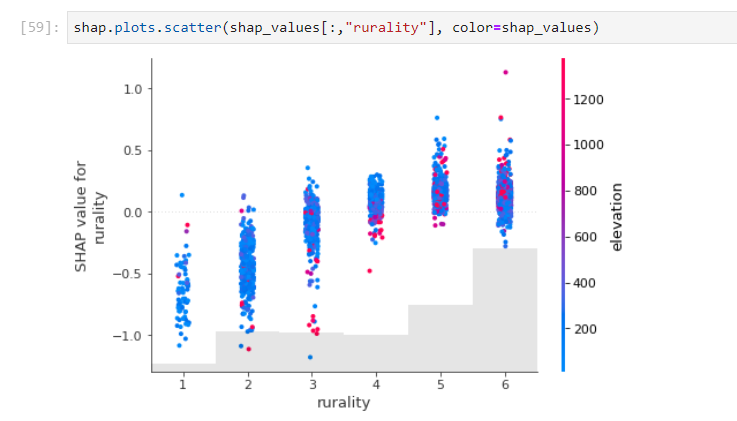 [59]: shap.plots.scatter(shap_values[:,"rurality"], color=shap_values)
1.0
0.5
0.0
−0.5
−1.0
SHAP value for
rurality
1 2 3 4 5 6
rurality
1200
1000
800
600
400
200
elevation